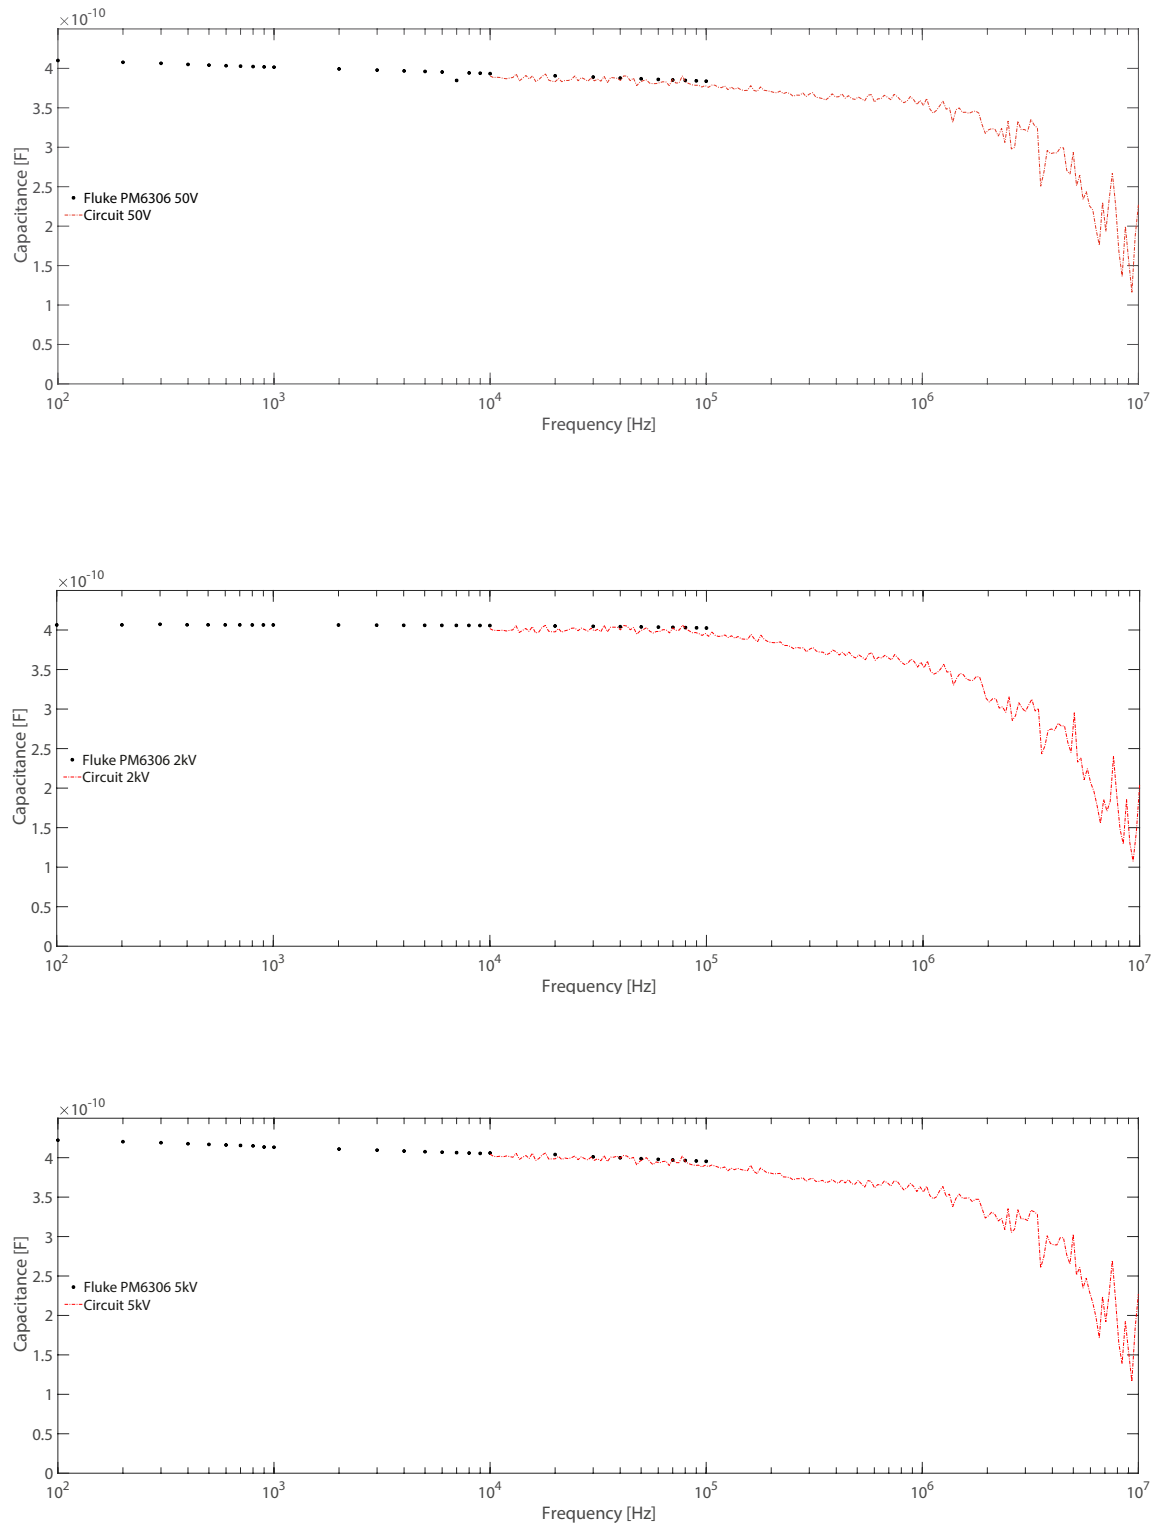 ×10-10
4
3.5
3
2.5
2
1.5
1
0.5
0
Capacitance [F]
Fluke PM6306 50V
Circuit 50V
102 103 104 105 106 107
Frequency [Hz]
×10-10
4
3.5
3
2.5
2
1.5
1
0.5
0
Capacitance [F]
Fluke PM6306 2kV
Circuit 2kV
102 103 104 105 106 107
Frequency [Hz]
×10-10
4
3.5
3
2.5
2
1.5
1
0.5
0
Capacitance [F]
Fluke PM6306 5kV
Circuit 5kV
102 103 104 105 106 107
Frequency [Hz]